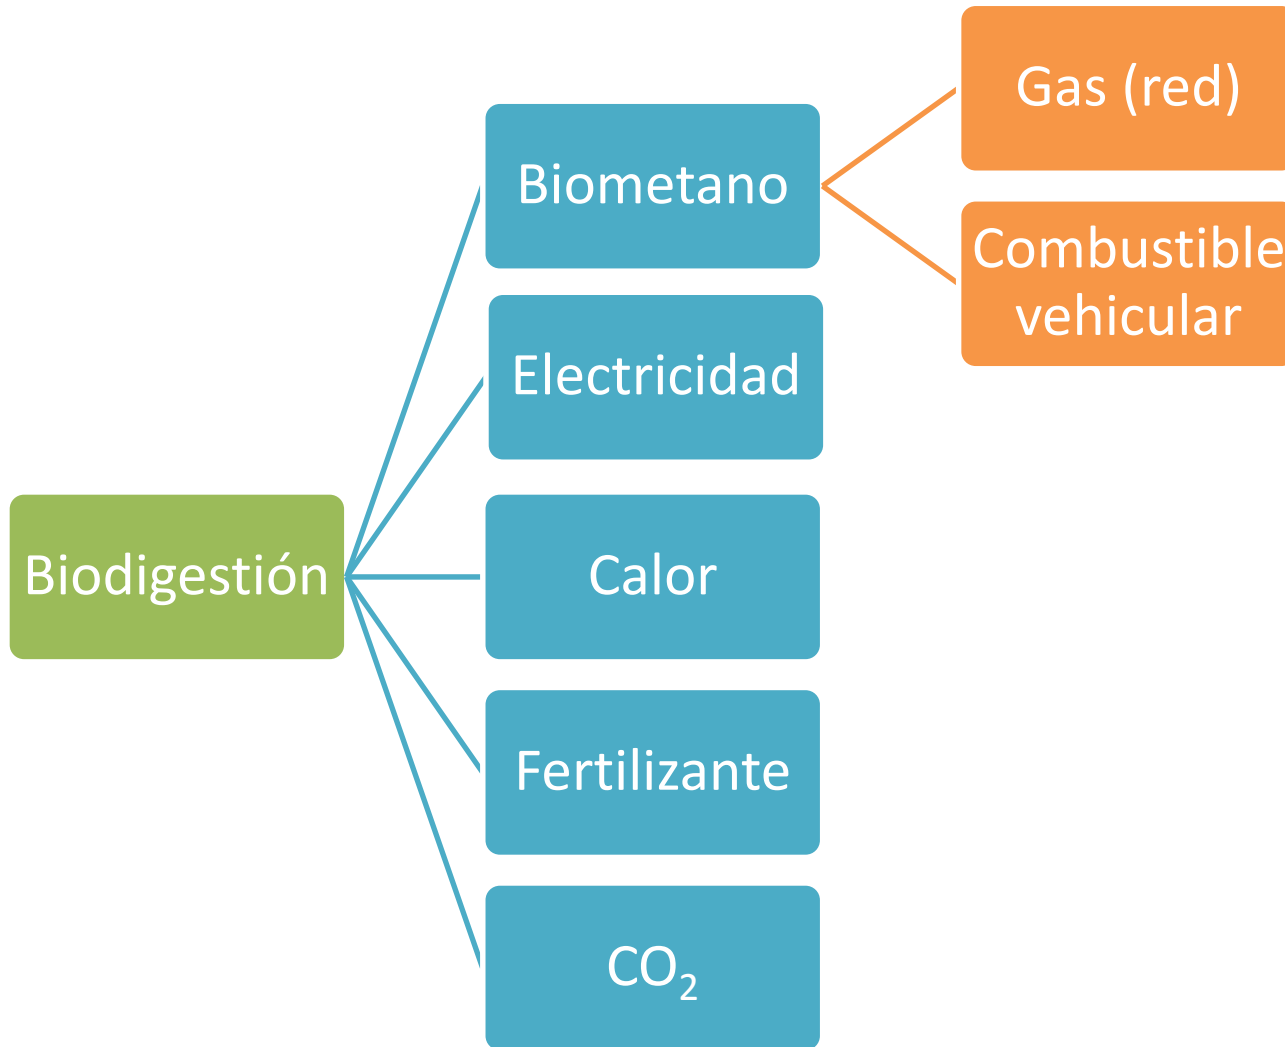 Gas (red)
Biometano
Combustible
vehicular
Electricidad
Biodigestión
Calor
Fertilizante
CO₂